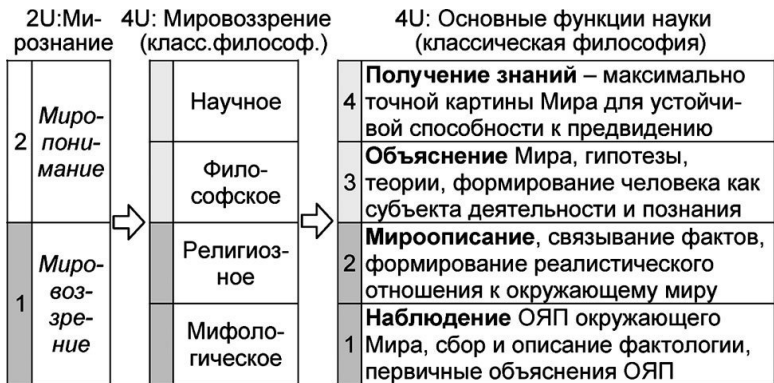 2U:Ми-
рознание
4U: Мировоззрение
(класс.философ.)
4U: Основные функции науки
(классическая философия)
2
Миро-
пони-
мание
1
Миро-
воз-
зре-
ние
Научное
Фило-
софское
Религиоз-
ное
Мифоло-
гическое
4
Получение знаний – максимально
точной картины Мира для устойчи-
вой способности к предвидению
3
Объяснение Мира, гипотезы,
теории, формирование человека как
субъекта деятельности и познания
2
Мироописание, связывание фактов,
формирование реалистического
отношения к окружающему миру
1
Наблюдение ОЯП окружающего
Мира, сбор и описание фактологии,
первичные объяснения ОЯП